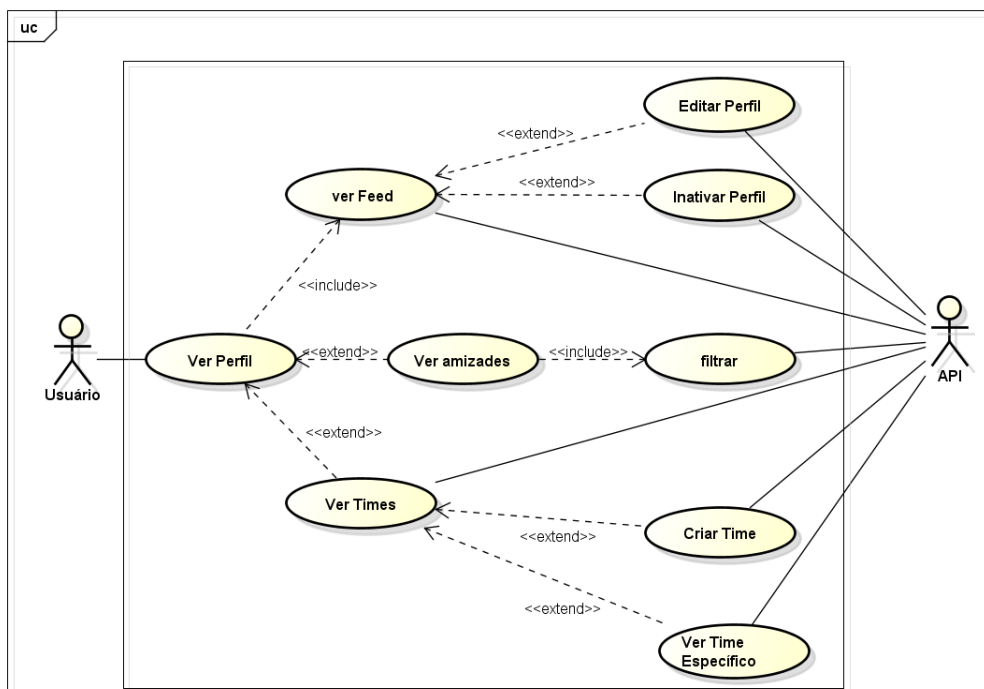 uc
Editar Perfil
<<extend>>
ver Feed
<<extend>>
Inativar Perfil
<<include>>
Usuário
Ver Perfil
<<extend>>
Ver amizades
<<include>>
filtrar
API
<<extend>>
Ver Times
<<extend>>
Criar Time
<<extend>>
Ver Time
Específico